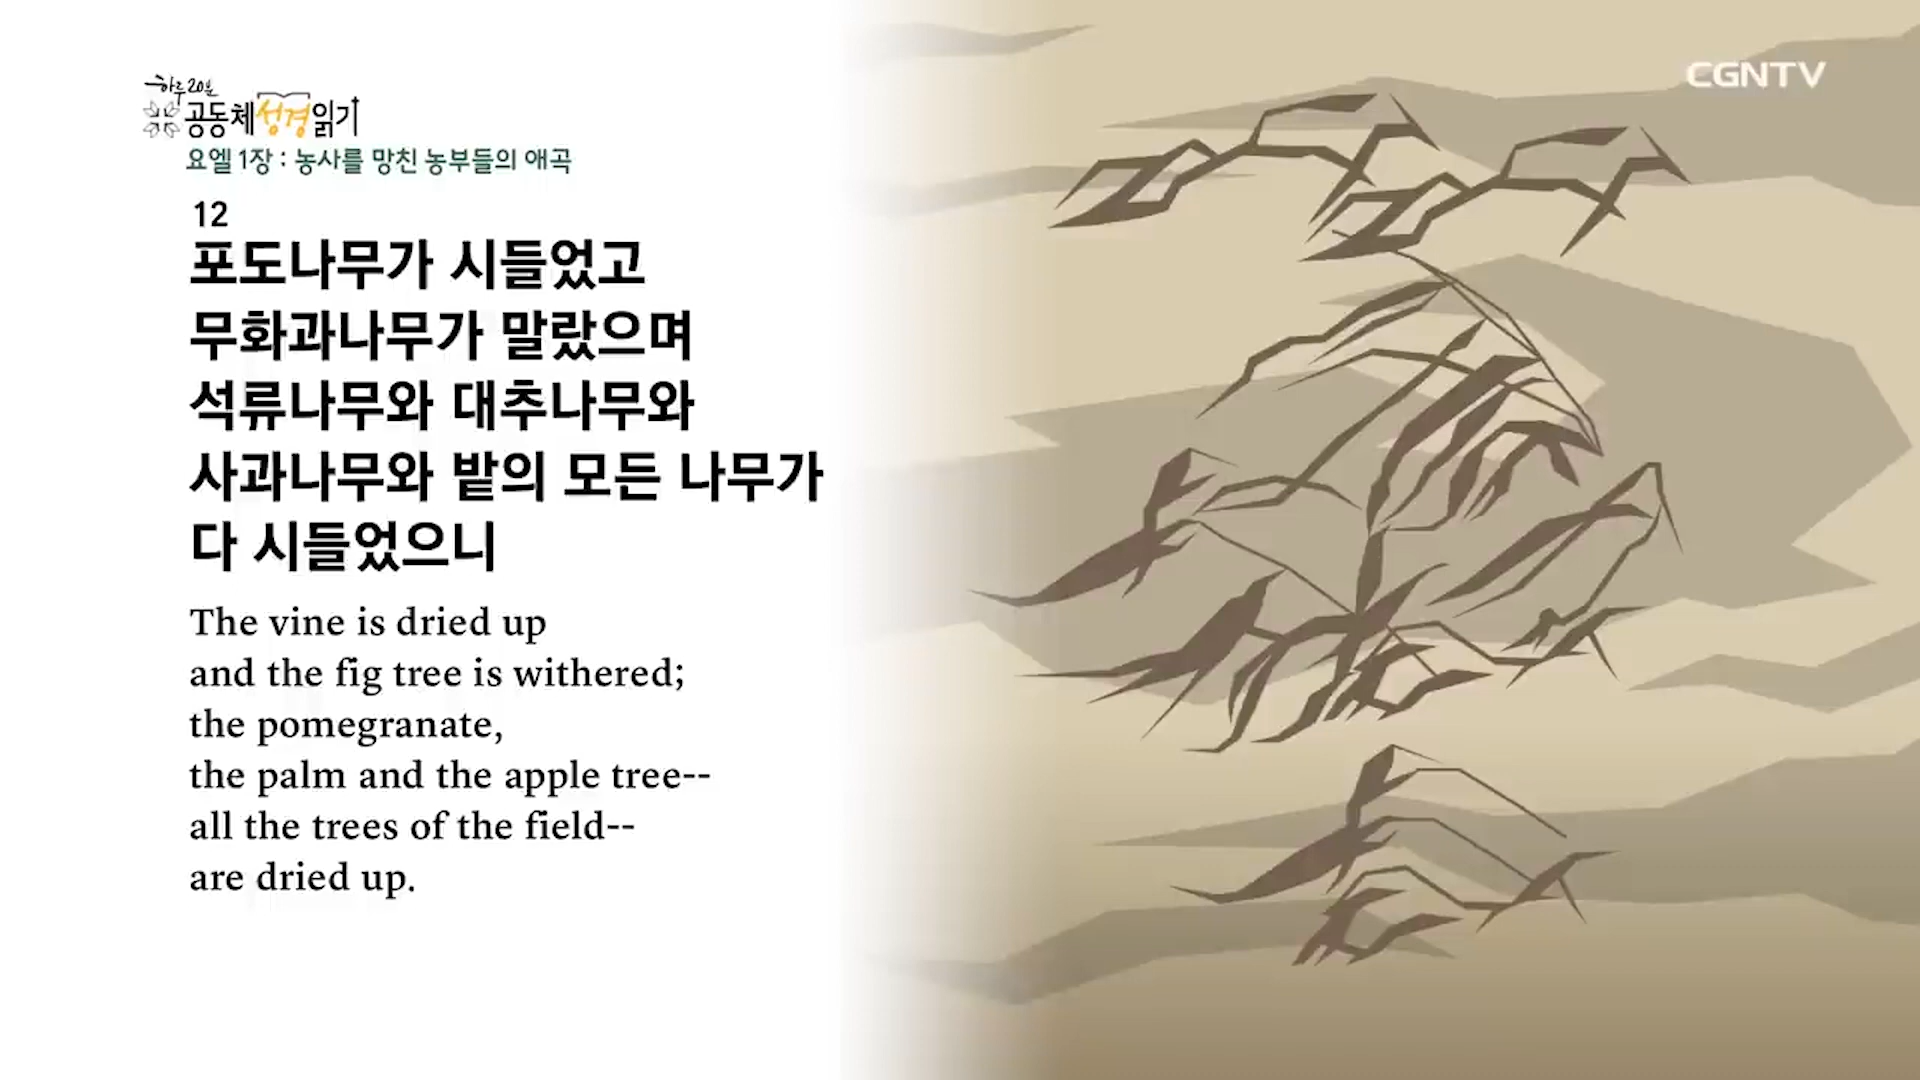 하루 20분
공동체성경읽기
CGNTV
요엘 1장 : 농사를 망친 농부들의 애곡
12
포도나무가 시들었고
무화과나무가 말랐으며
석류나무와 대추나무와
사과나무와 밭의 모든 나무가
다 시들었으니
The vine is dried up
and the fig tree is withered;
the pomegranate,
the palm and the apple tree--
all the trees of the field--
are dried up.